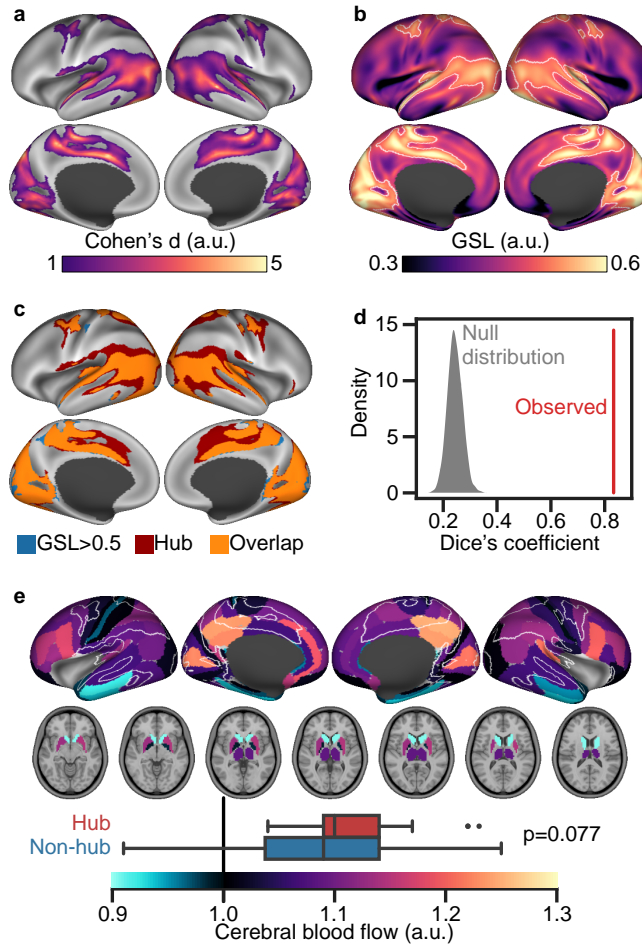 a
b
Cohen's d (a.u.)
1
5
GSL (a.u.)
0.3
0.6
c
GSL>0.5
Hub
Overlap
d
15
10
5
0
Density
Null
distribution
Observed
0.2
0.4
0.6
0.8
Dice's coefficient
e
Hub
Non-hub
p=0.077
0.9
1.0
1.1
1.2
1.3
Cerebral blood flow (a.u.)